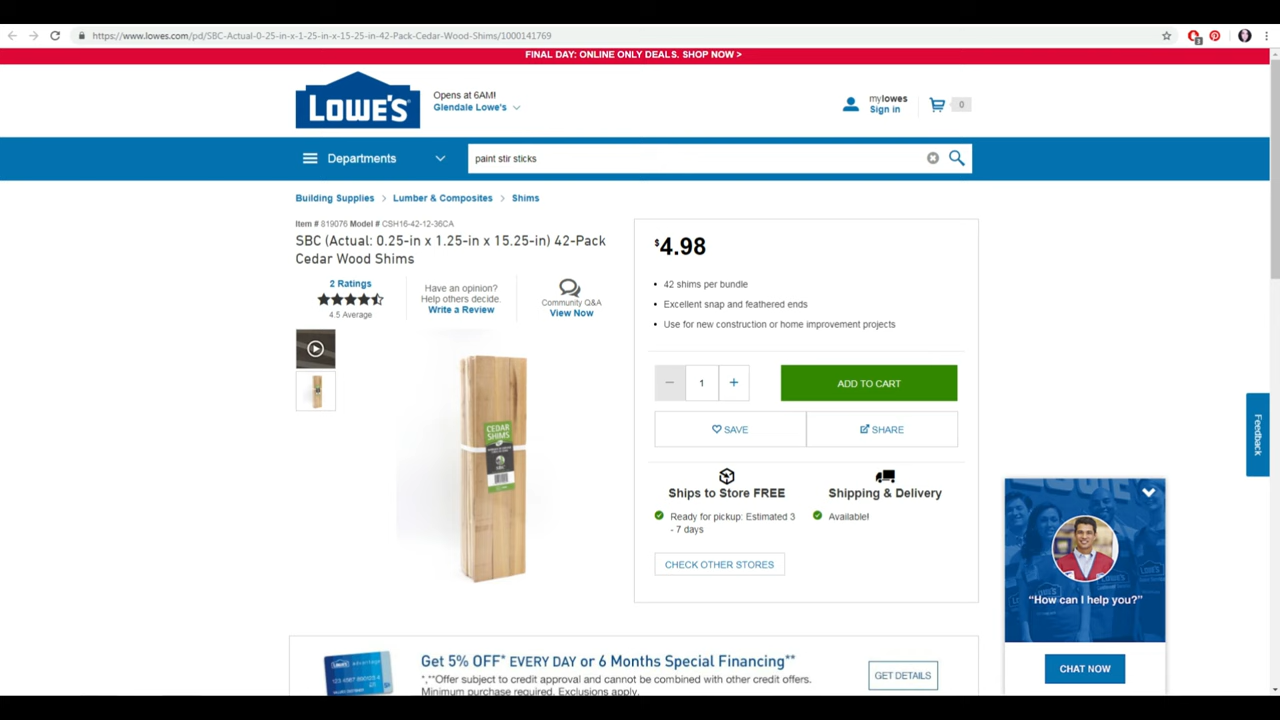 https://www.lowes.com/pd/SBC-Actual-0-25-in-x-1-25-in-x-15-25-in-42-Pack-Cedar-Wood-Shims/1000141769
3
FINAL DAY: ONLINE ONLY DEALS. SHOP NOW >
LOWE'S
Opens at 6AM!
Glendale Lowe's
mylowes
Sign in
0
Departments
paint stir sticks
Building Supplies > Lumber & Composites > Shims
Item # 819076 Model # CSH16-42-12-36CA
SBC (Actual: 0.25-in x 1.25-in x 15.25-in) 42-Pack
Cedar Wood Shims
2 Ratings
4.5 Average
Have an opinion?
Help others decide.
Write a Review
Community Q&A
View Now
CEDAR
SHIMS
$4.98
• 42 shims per bundle
• Excellent snap and feathered ends
• Use for new construction or home improvement projects
− 1 +
ADD TO CART
SAVE
SHARE
Ships to Store FREE
Ready for pickup: Estimated 3
- 7 days
Shipping & Delivery
Available!
CHECK OTHER STORES
Feedback
"How can I help you?"
CHAT NOW
Get 5% OFF* EVERY DAY or 6 Months Special Financing**
*,**Offer subject to credit approval and cannot be combined with other credit offers.
Minimum purchase required. Exclusions apply.
GET DETAILS